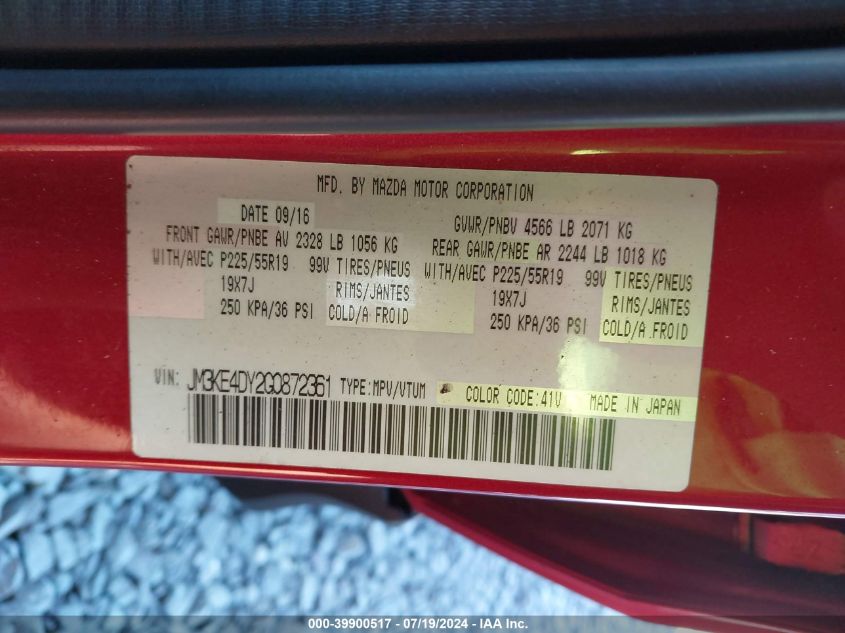 MFD. BY MAZDA MOTOR CORPORATION
DATE 09/16 GVWR/PNBV 4566 LB 2071 KG
FRONT GAWR/PNBE AV 2328 LB 1056 KG REAR GAWR/PNBE AR 2244 LB 1018 KG
WITH/AVEC P225/55R19 99V TIRES/PNEUS WITH/AVEC P225/55R19 99V TIRES/PNEUS
19X7J RIMS/JANTES 19X7J RIMS/JANTES
250 KPA/36 PSI COLD/A FROID 250 KPA/36 PSI COLD/A FROID
VIN: JM3KE4DY2G0872361 TYPE:MPV/VTUM COLOR CODE:41V MADE IN JAPAN
000-39900517 - 07/19/2024 - IAA Inc.